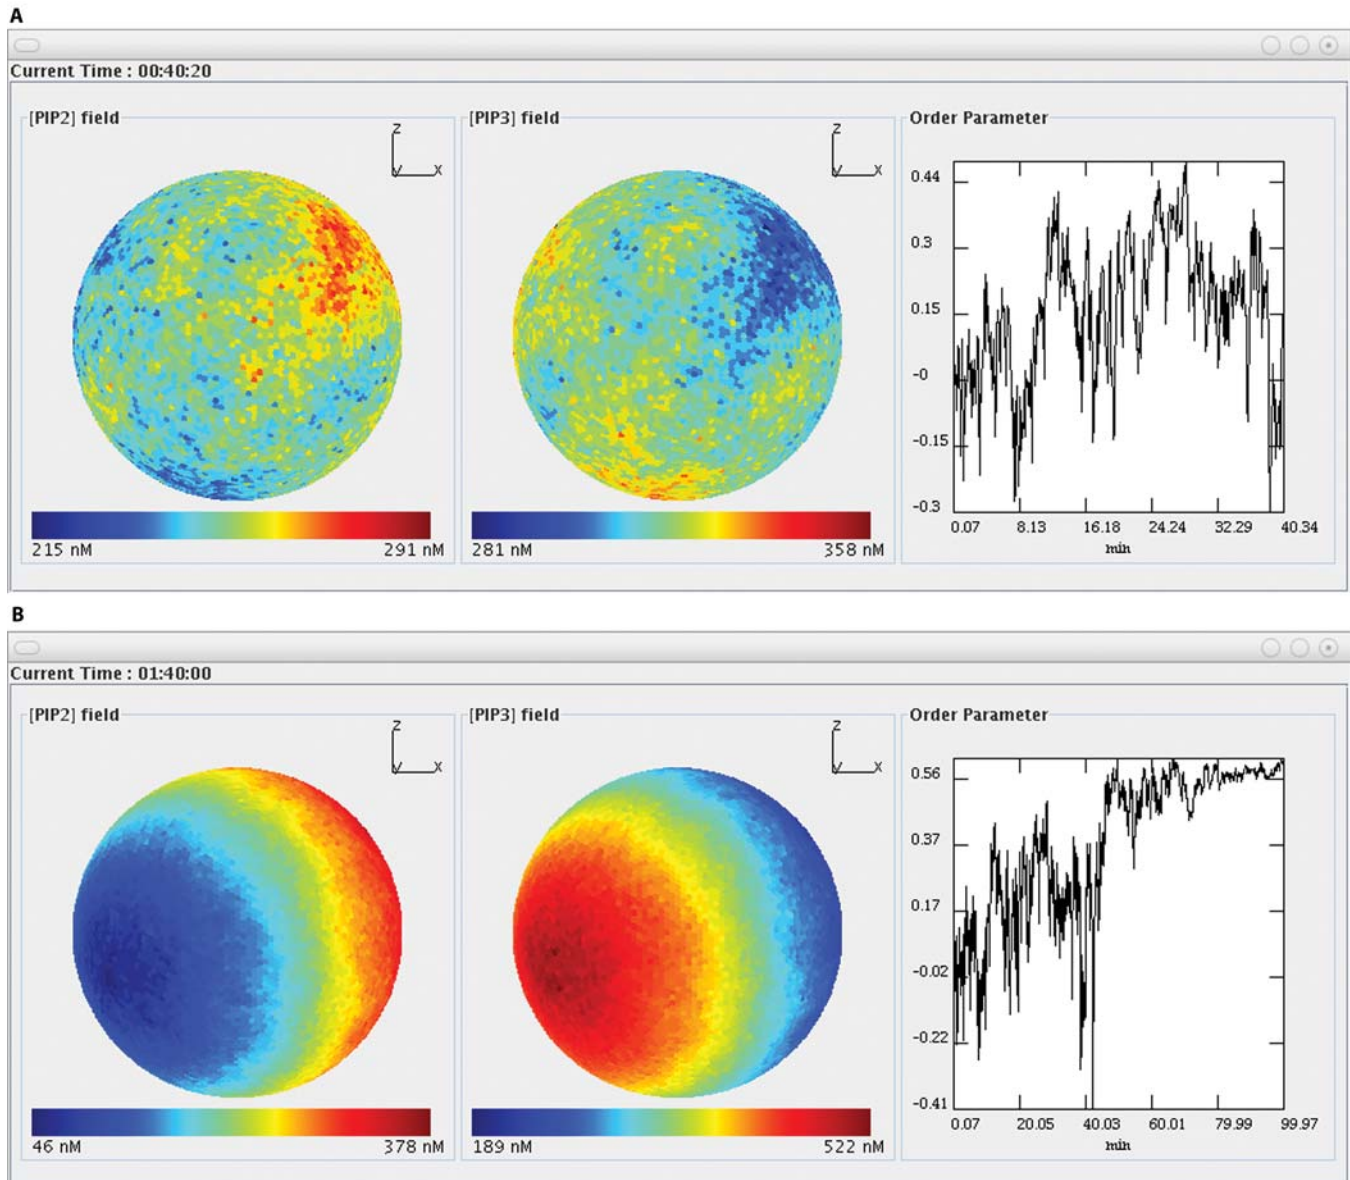 A
Current Time : 00:40:20
[PIP2] field
[PIP3] field
Order Parameter
Z
Y X
Z
Y X
0.44
0.3
0.15
-0
-0.15
-0.3
0.07 8.13 16.18 24.24 32.29 40.34
min
215 nM 291 nM
281 nM 358 nM
B
Current Time : 01:40:00
[PIP2] field
[PIP3] field
Order Parameter
Z
Y X
Z
Y X
0.56
0.37
0.17
-0.02
-0.22
-0.41
0.07 20.05 40.03 60.01 79.99 99.97
min
46 nM 378 nM
189 nM 522 nM